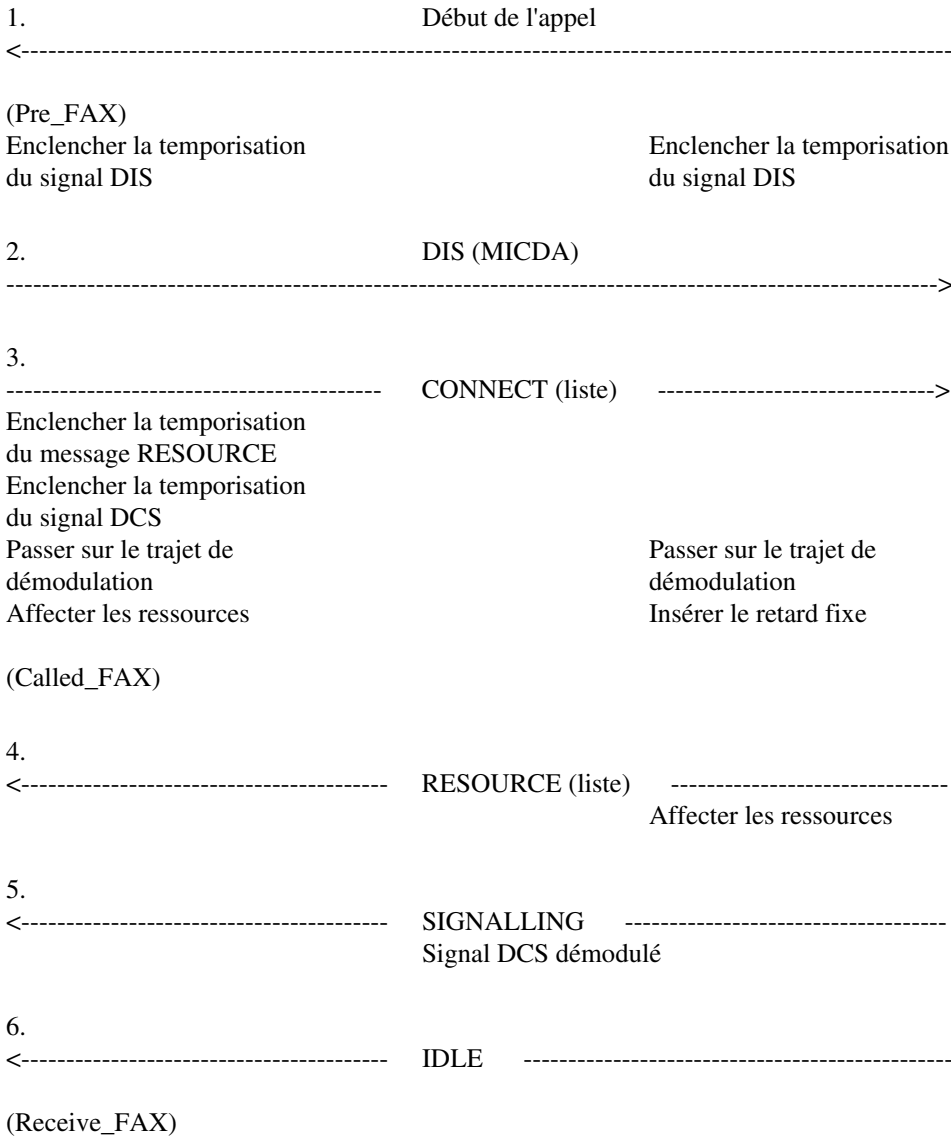 1. Début de l'appel
<--------------------------------------------------------------------------------------------------------
(Pre_FAX)
Enclencher la temporisation Enclencher la temporisation
du signal DIS du signal DIS
2. DIS (MICDA)
-------------------------------------------------------------------------------------------------------->
3.
------------------------------------------ CONNECT (liste) ------------------------------->
Enclencher la temporisation
du message RESOURCE
Enclencher la temporisation
du signal DCS
Passer sur le trajet de Passer sur le trajet de
démodulation démodulation
Affecter les ressources Insérer le retard fixe
(Called_FAX)
4.
<----------------------------------------- RESOURCE (liste) -------------------------------
Affecter les ressources
5.
<----------------------------------------- SIGNALLING ------------------------------------
Signal DCS démodulé
6.
<----------------------------------------- IDLE ------------------------------------------------
(Receive_FAX)